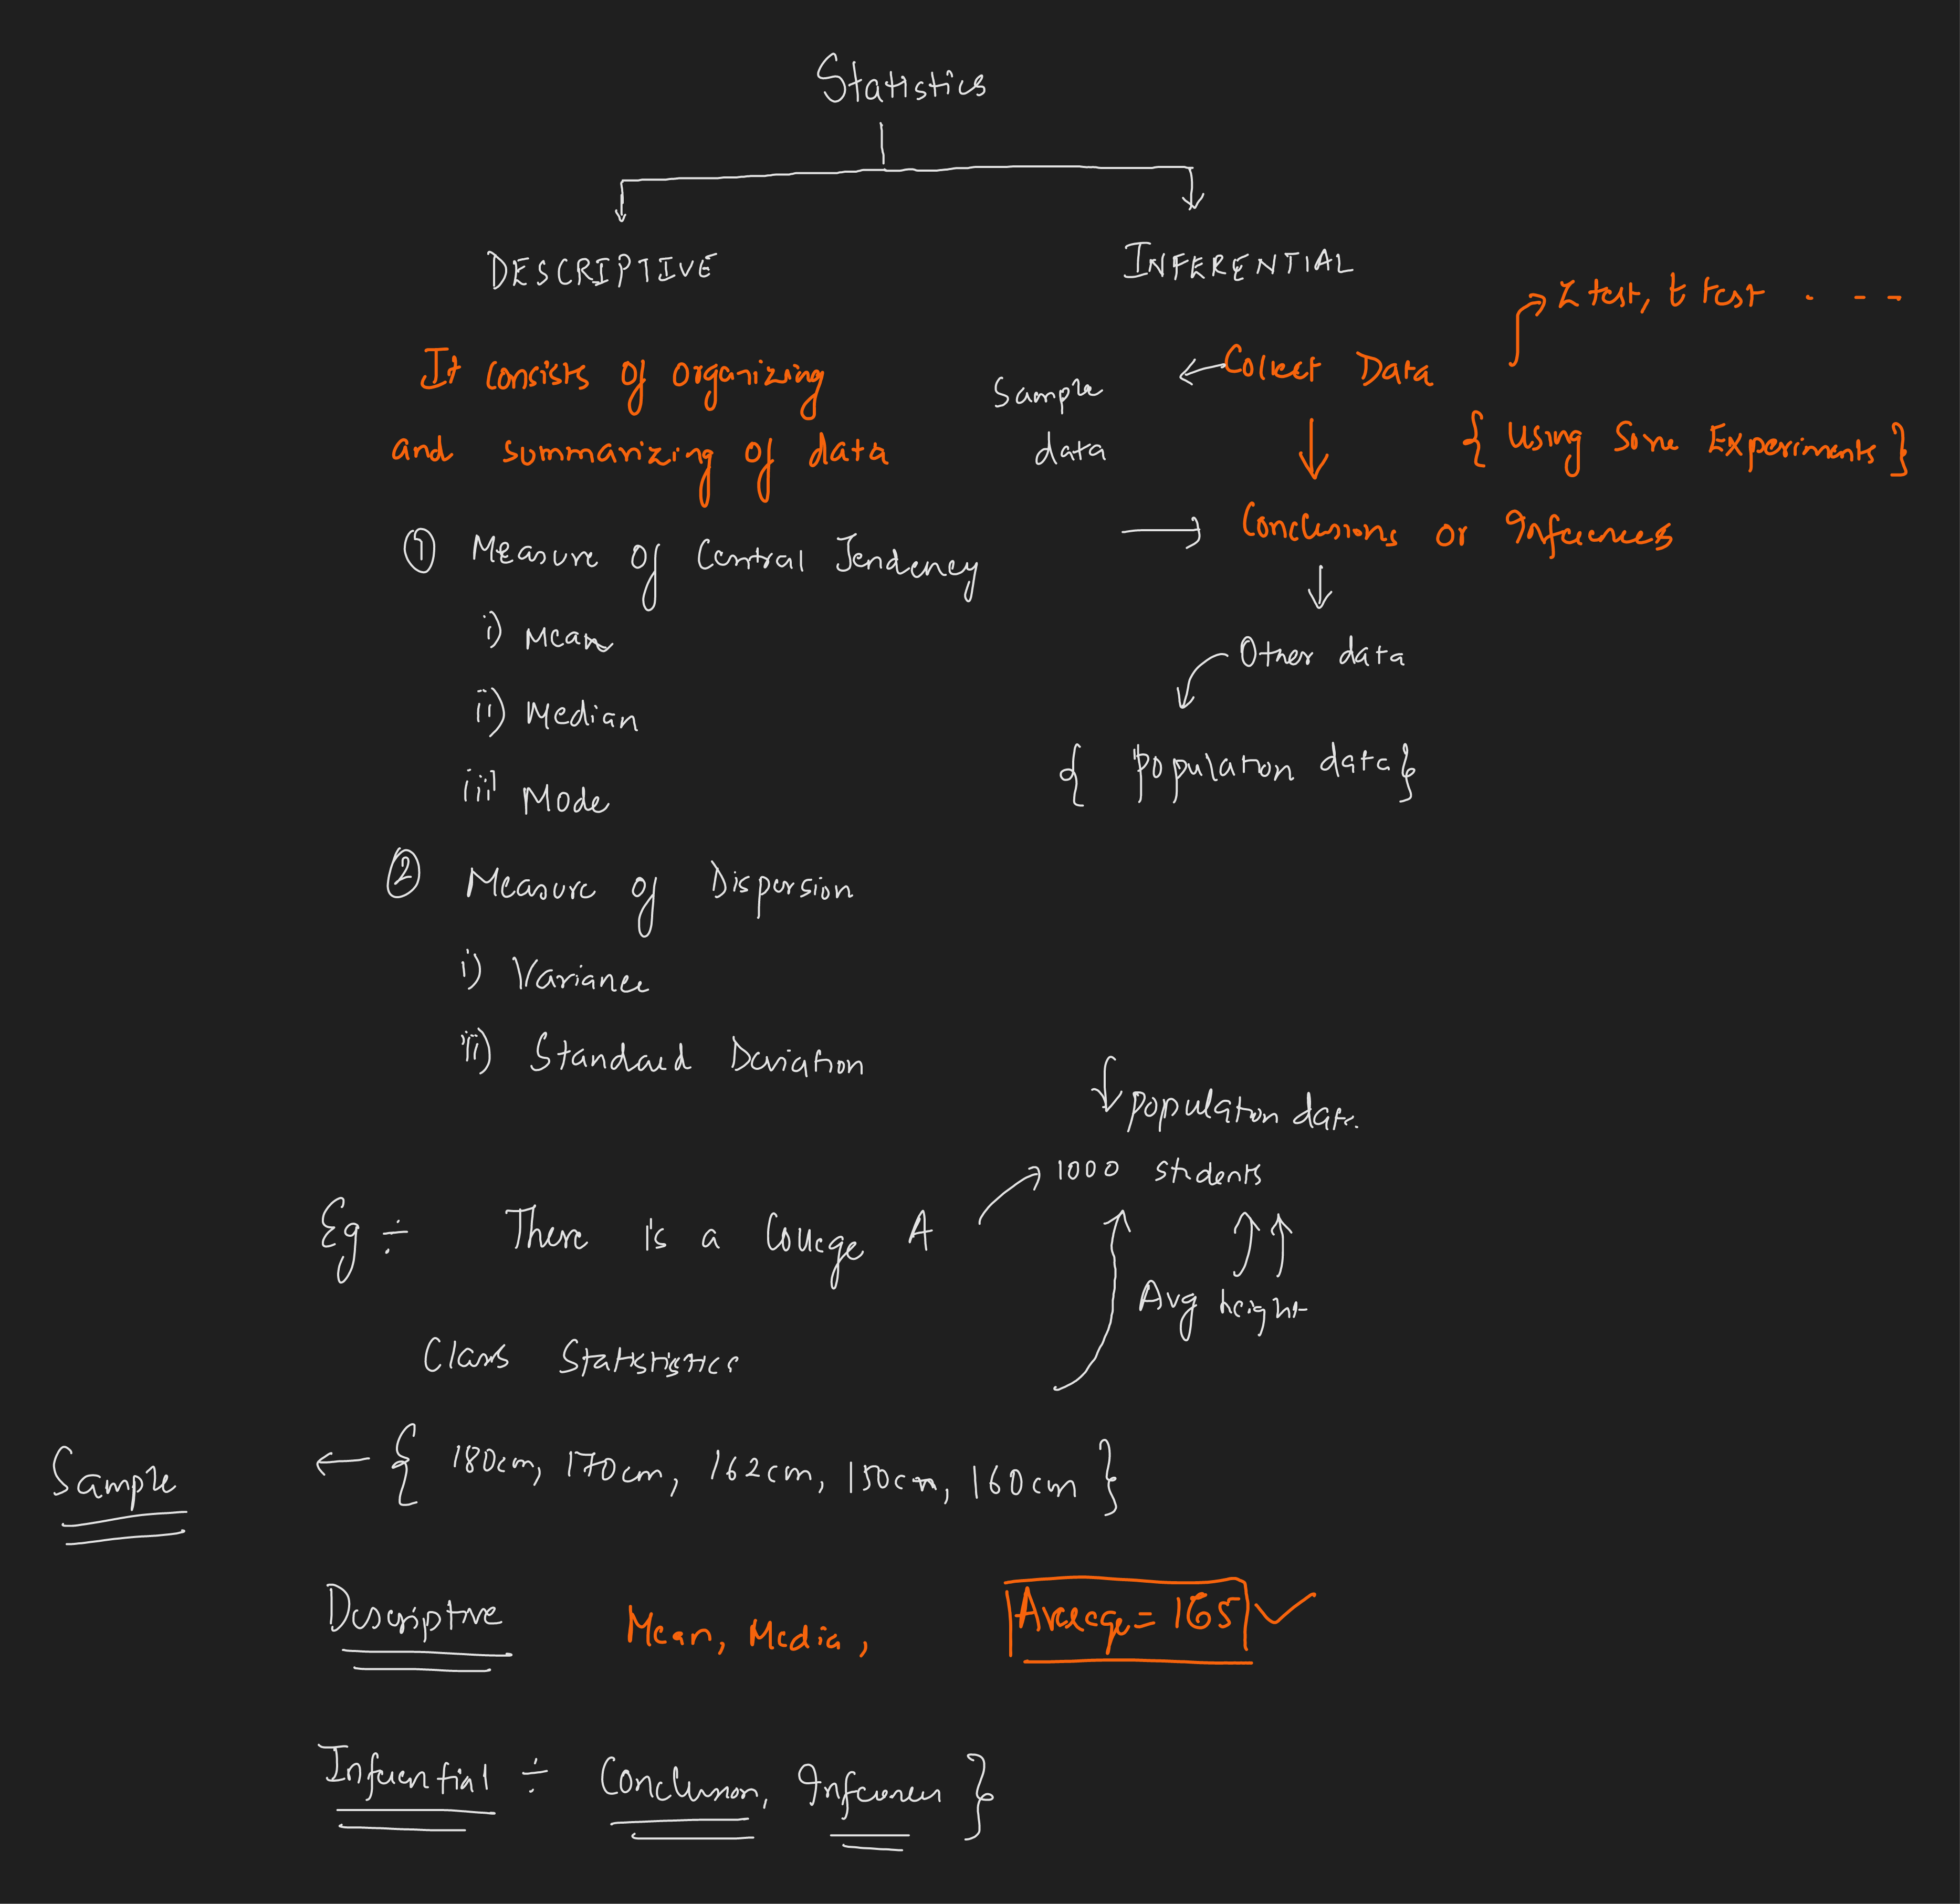 Statistics
DESCRIPTIVE
INFERENTIAL
It consists of organizing
and summarizing of data
① Measure of Central Tendency
i) Mean
ii) Median
iii) Mode
② Measure of Dispersion
i) Variance
ii) Standard Deviation
Z test, t test . - -
Collect Data
Sample
data
{ Using Some Experiments }
Conclusions or Inferences
Other data
{ Population data }
Population data.
1000 students
Eg ÷ There is a College A
Avg height
Class Statistics
Sample ← { 180cm, 170cm, 162cm, 150cm, 160cm }
Descriptive Mean, Median, Average = 165 ✓
Inferential ÷ Conclusion, Inferences }